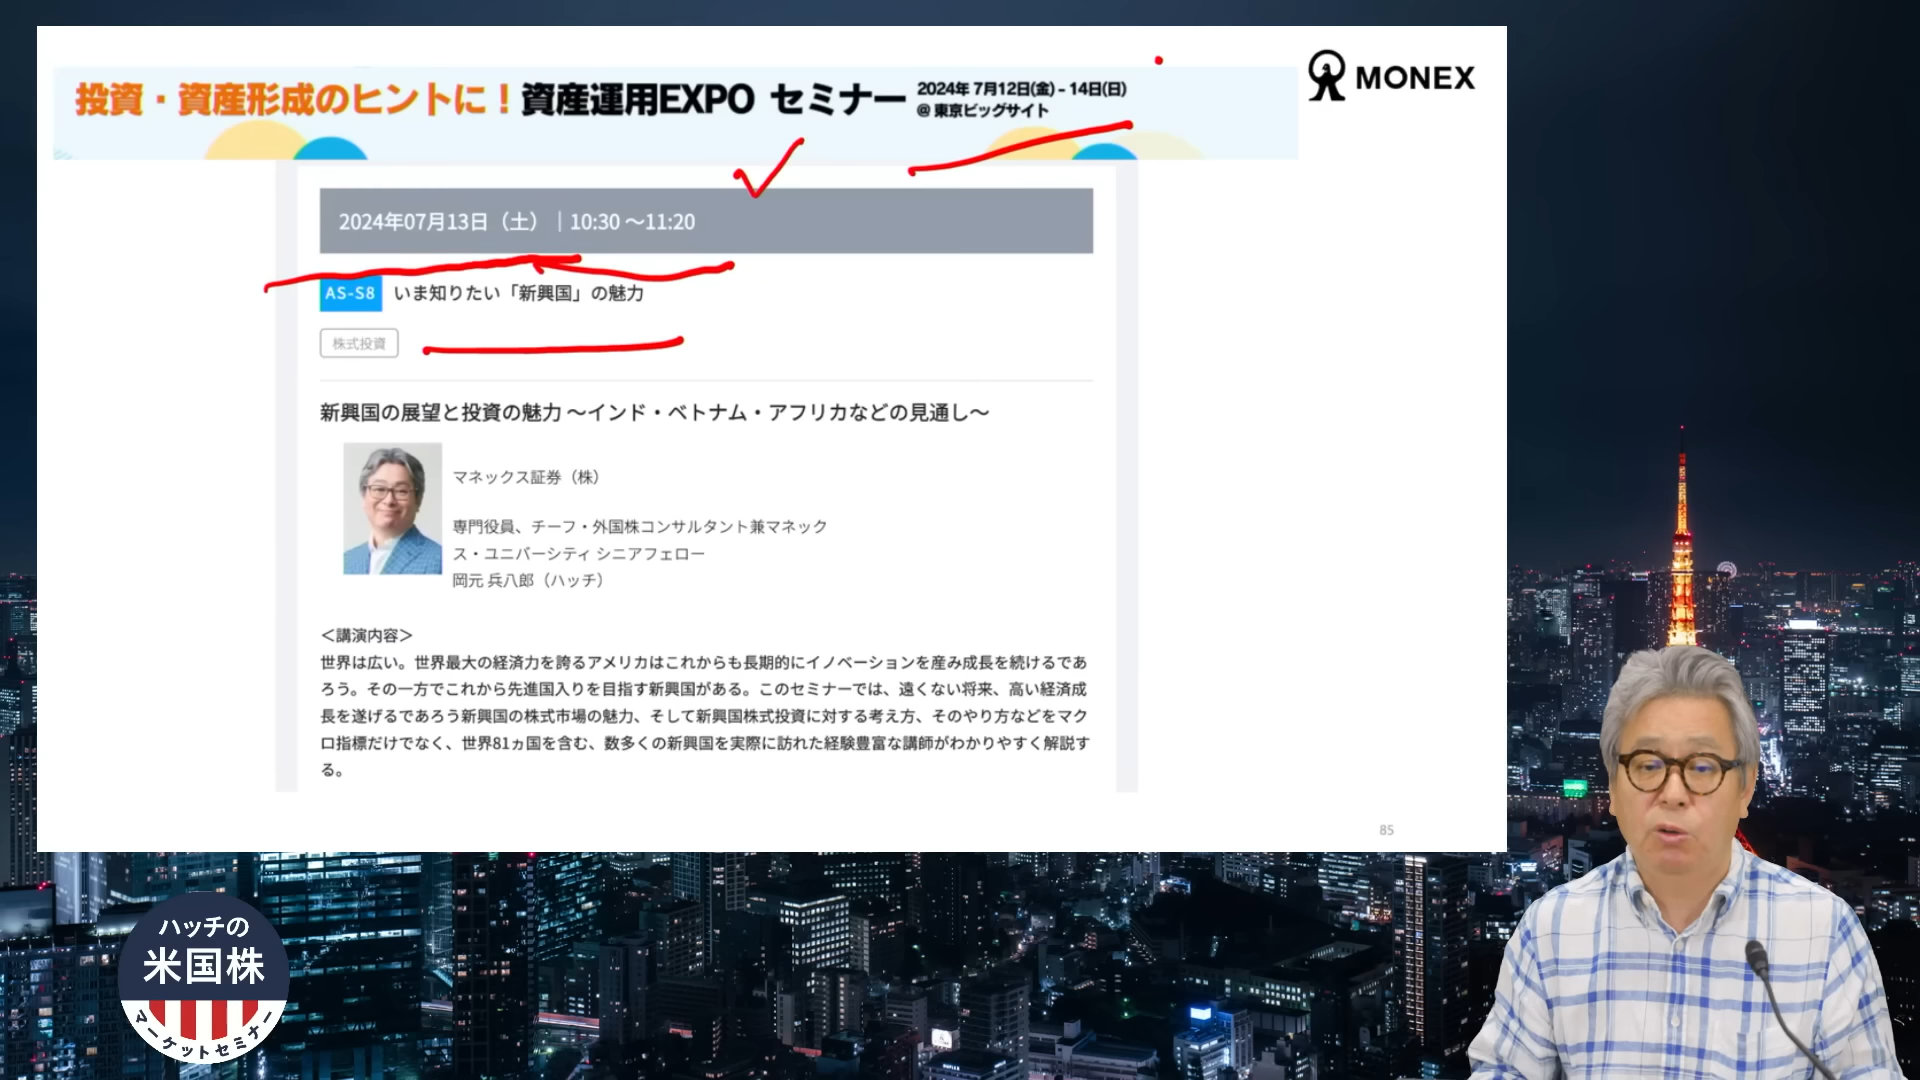 投資・資産形成のヒントに！資産運用EXPO セミナー
2024年 7月12日(金) – 14日(日)
@ 東京ビッグサイト
MONEX
2024年07月13日（土）｜10:30 〜11:20
AS-S8 いま知りたい「新興国」の魅力
株式投資
新興国の展望と投資の魅力 〜インド・ベトナム・アフリカなどの見通し〜
マネックス証券（株）
専門役員、チーフ・外国株コンサルタント兼マネック
ス・ユニバーシティ シニアフェロー
岡元 兵八郎（ハッチ）
＜講演内容＞
世界は広い。世界最大の経済力を誇るアメリカはこれからも長期的にイノベーションを産み成長を続けるであ
ろう。その一方でこれから先進国入りを目指す新興国がある。このセミナーでは、遠くない将来、高い経済成
長を遂げるであろう新興国の株式市場の魅力、そして新興国株式投資に対する考え方、そのやり方などをマク
ロ指標だけでなく、世界81ヵ国を含む、数多くの新興国を実際に訪れた経験豊富な講師がわかりやすく解説す
る。
85
ハッチの
米国株
マーケットセミナー